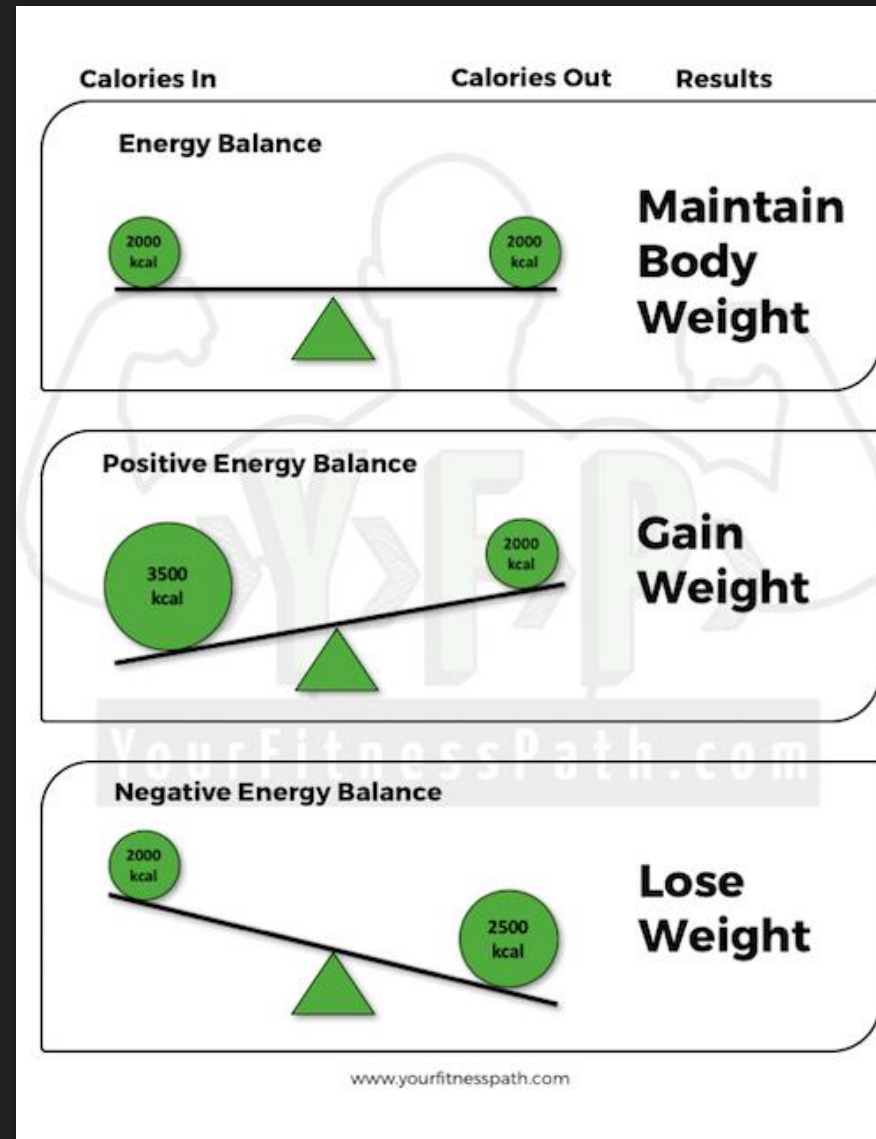 Calories In Calories Out Results
Energy Balance
2000
kcal
2000
kcal
Maintain
Body
Weight
Positive Energy Balance
3500
kcal
2000
kcal
Gain
Weight
YFP
YourFitnessPath.com
Negative Energy Balance
2000
kcal
2500
kcal
Lose
Weight
www.yourfitnesspath.com